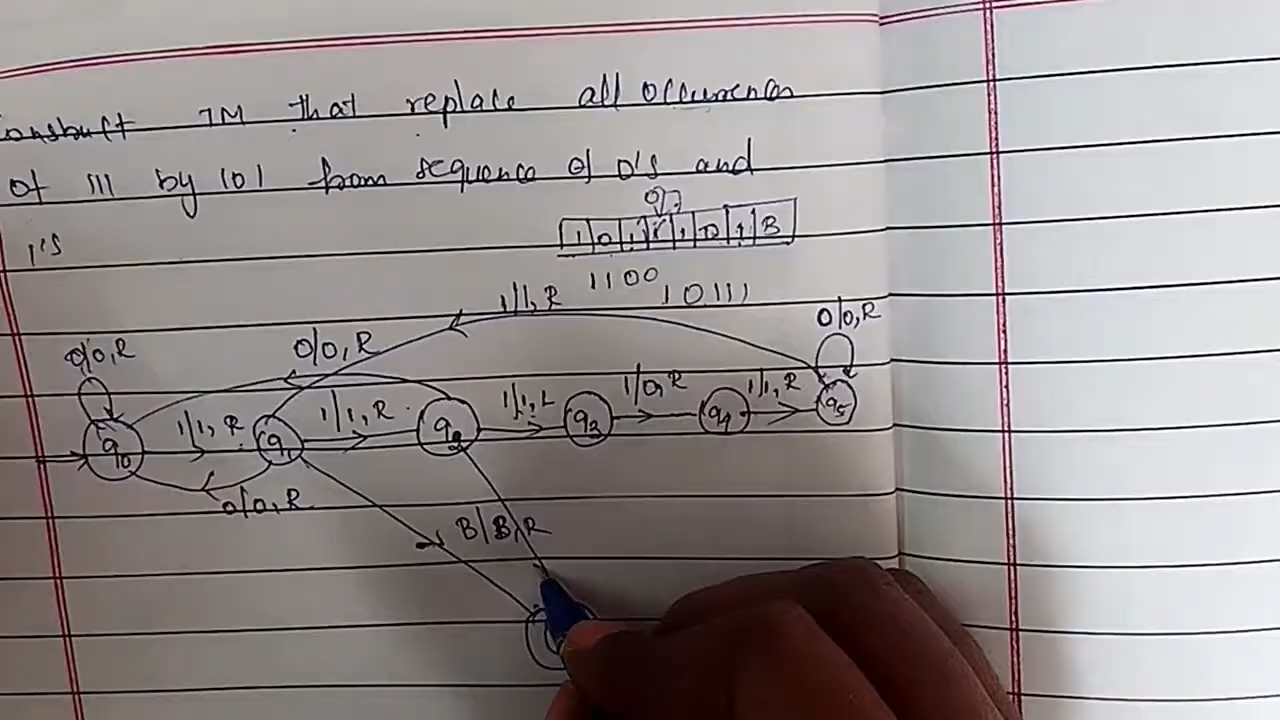 Construct TM that replace all occurrences
of 111 by 101 from sequence of 0's and
1's
1 0 1 1 1 0 1 B
1100
10111
1/1, R
0/0, R
0/0, R
0/0, R
1/1, R
1/1, R
1/1, L
1/0, R
1/1, R
q0
q1
q2
q3
q4
q5
0/0, R
B/B, R